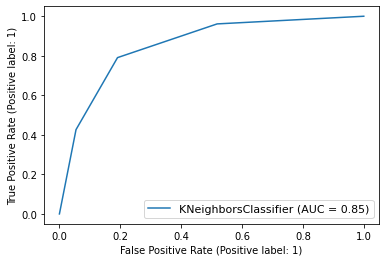 1.0
0.8
0.6
0.4
0.2
0.0
True Positive Rate (Positive label: 1)
KNeighborsClassifier (AUC = 0.85)
0.0 0.2 0.4 0.6 0.8 1.0
False Positive Rate (Positive label: 1)